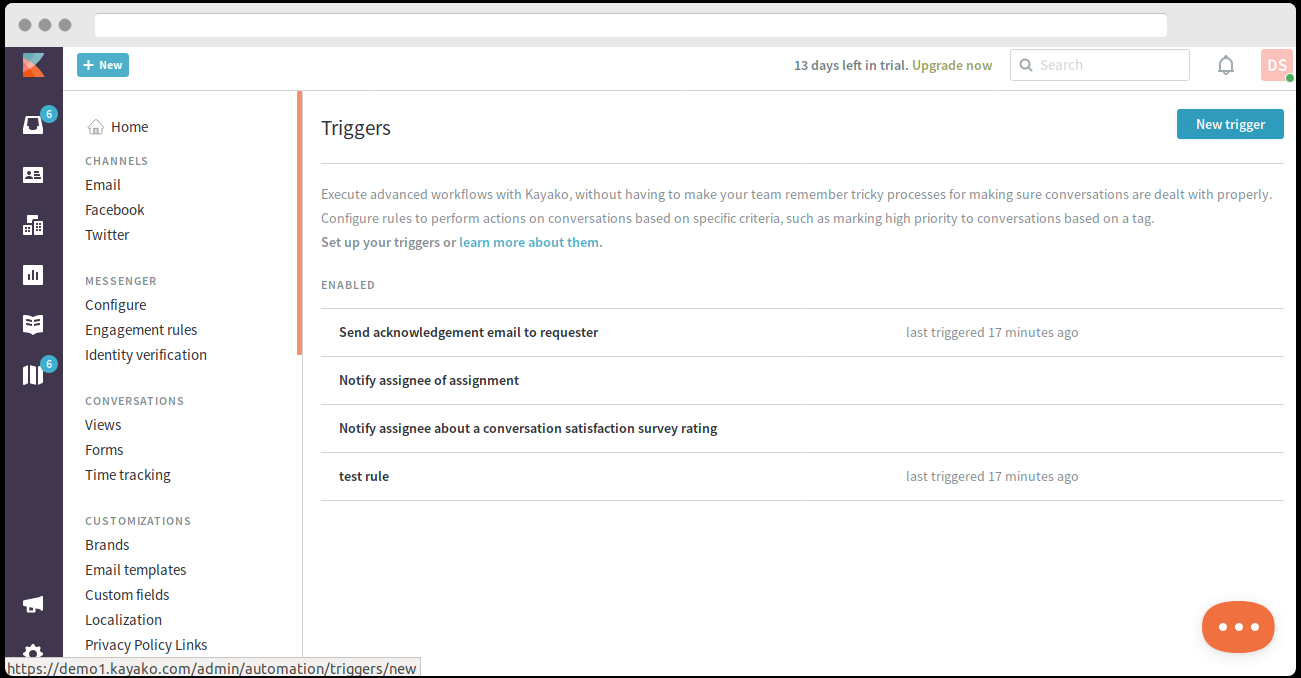 New
13 days left in trial. Upgrade now
Search
DS
6
6
Home
CHANNELS
Email
Facebook
Twitter
MESSENGER
Configure
Engagement rules
Identity verification
CONVERSATIONS
Views
Forms
Time tracking
CUSTOMIZATIONS
Brands
Email templates
Custom fields
Localization
Privacy Policy Links
Triggers
New trigger
Execute advanced workflows with Kayako, without having to make your team remember tricky processes for making sure conversations are dealt with properly.
Configure rules to perform actions on conversations based on specific criteria, such as marking high priority to conversations based on a tag.
Set up your triggers or learn more about them.
ENABLED
Send acknowledgement email to requester last triggered 17 minutes ago
Notify assignee of assignment
Notify assignee about a conversation satisfaction survey rating
test rule last triggered 17 minutes ago
https://demo1.kayako.com/admin/automation/triggers/new